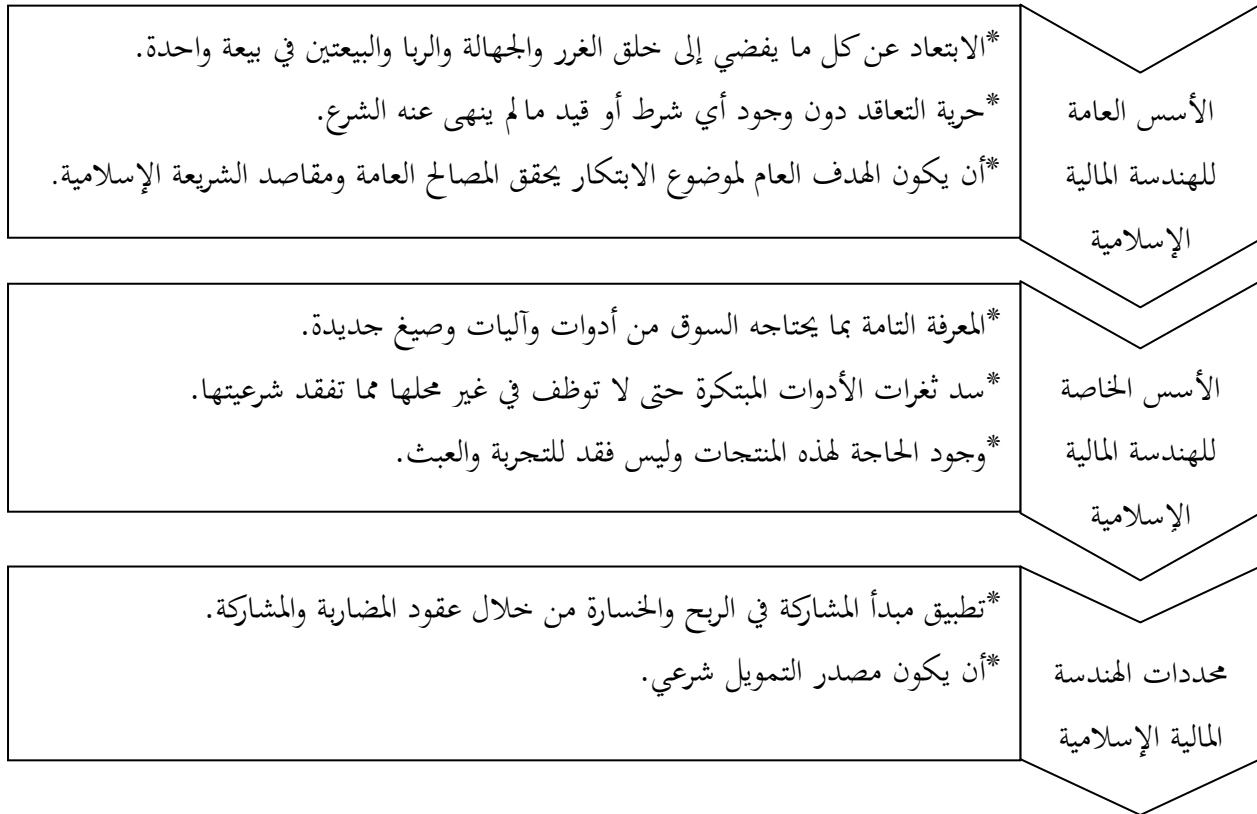 الأسس العامة
للهندسة المالية
الإسلامية
*الابتعاد عن كل ما يفضي إلى خلق الغرر والجهالة والربا والبيعتين في بيعة واحدة.
*حرية التعاقد دون وجود أي شرط أو قيد مالم ينهى عنه الشرع.
*أن يكون الهدف العام لموضوع الابتكار يحقق المصالح العامة ومقاصد الشريعة الإسلامية.
الأسس الخاصة
للهندسة المالية
الإسلامية
*المعرفة التامة بما يحتاجه السوق من أدوات وآليات وصيغ جديدة.
*سد ثغرات الأدوات المبتكرة حتى لا توظف في غير محلها مما تفقد شرعيتها.
*وجود الحاجة لهذه المنتجات وليس فقد للتجربة والعبث.
محددات الهندسة
المالية الإسلامية
*تطبيق مبدأ المشاركة في الربح والخسارة من خلال عقود المضاربة والمشاركة.
*أن يكون مصدر التمويل شرعي.